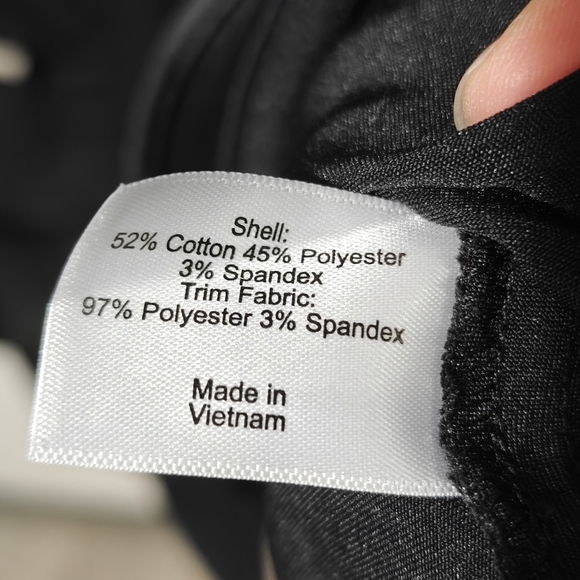 Shell:
52% Cotton 45% Polyester
3% Spandex
Trim Fabric:
97% Polyester 3% Spandex
Made in
Vietnam